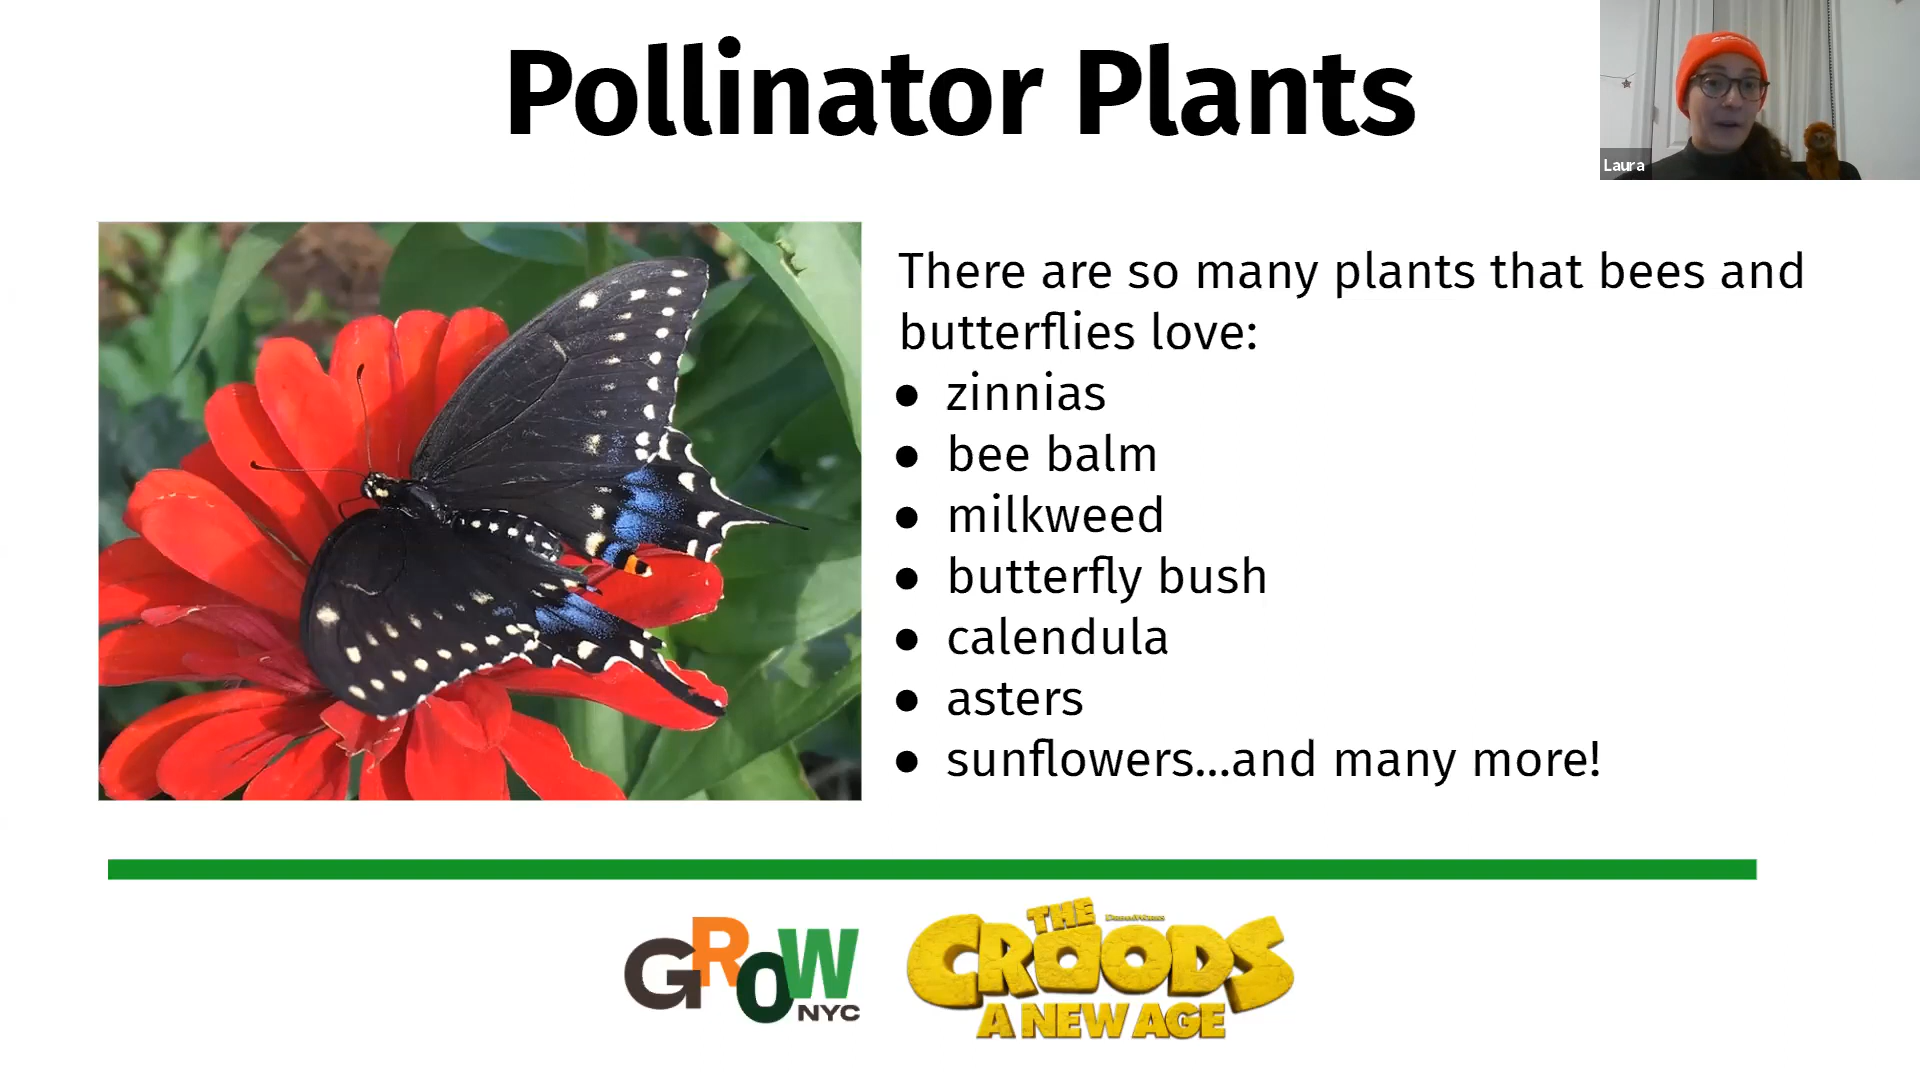 Pollinator Plants
Laura
There are so many plants that bees and
butterflies love:
● zinnias
● bee balm
● milkweed
● butterfly bush
● calendula
● asters
● sunflowers...and many more!
GROW
NYC
THE
DreamWorks
CROODS
A NEW AGE